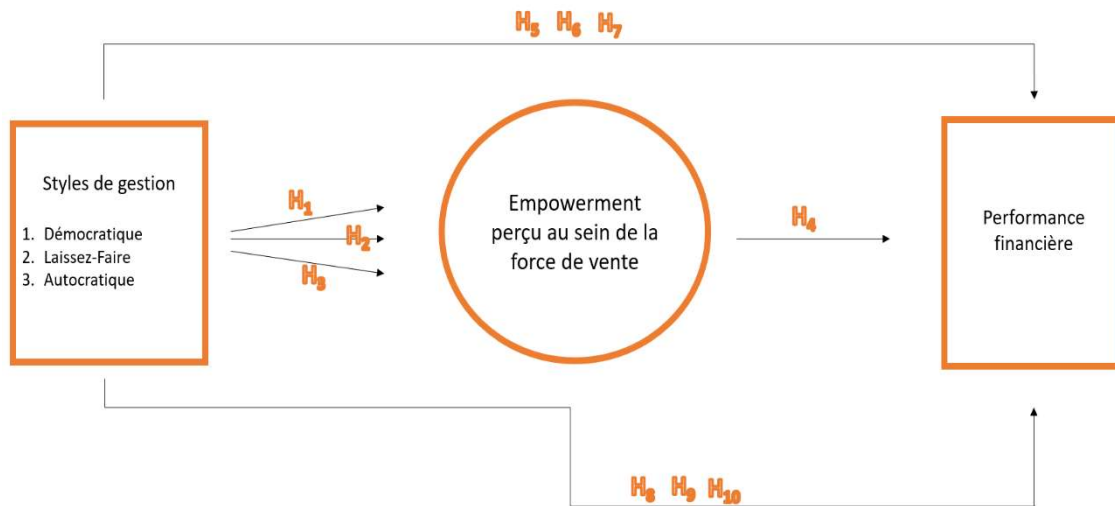 H5 H6 H7
Styles de gestion
1. Démocratique
2. Laissez-Faire
3. Autocratique
H1
H2
H3
Empowerment
perçu au sein de la
force de vente
H4
Performance
financière
H8 H9 H10